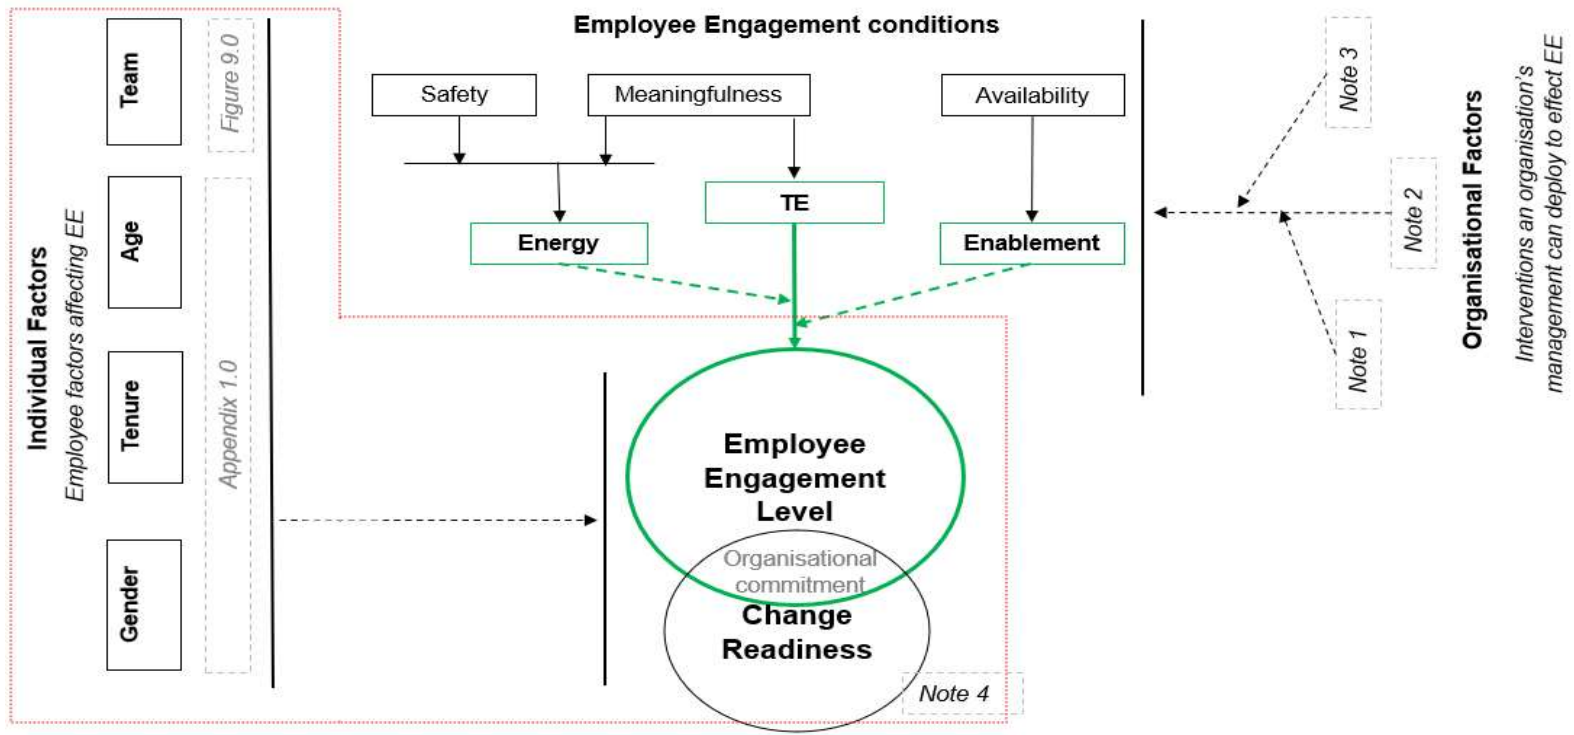 Employee Engagement conditions
Individual Factors
Employee factors affecting EE
Team
Age
Tenure
Gender
Figure 9.0
Appendix 1.0
Safety
Meaningfulness
Availability
TE
Energy
Enablement
Employee
Engagement
Level
Organisational
commitment
Change
Readiness
Note 4
Note 3
Note 2
Note 1
Organisational Factors
Interventions an organisation's
management can deploy to effect EE